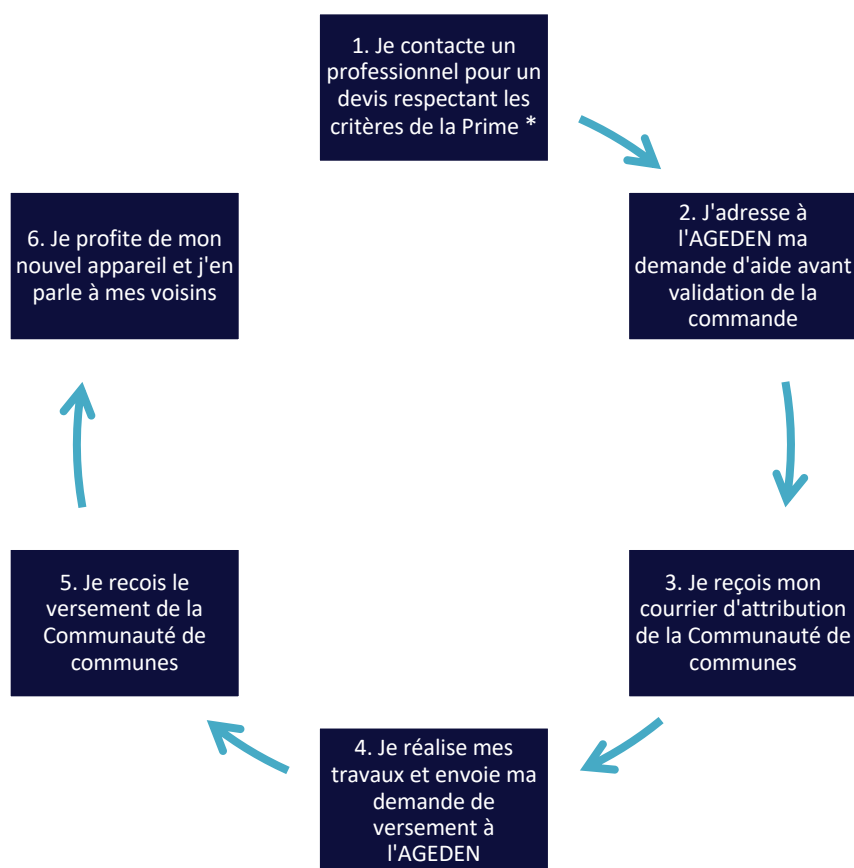 1. Je contacte un
professionnel pour un
devis respectant les
critères de la Prime *
2. J'adresse à
l'AGEDEN ma
demande d'aide avant
validation de la
commande
3. Je reçois mon
courrier d'attribution
de la Communauté de
communes
4. Je réalise mes
travaux et envoie ma
demande de
versement à
l'AGEDEN
5. Je recois le
versement de la
Communauté de
communes
6. Je profite de mon
nouvel appareil et j'en
parle à mes voisins